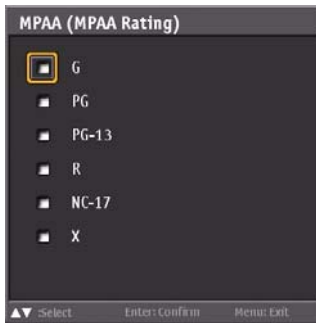 MPAA (MPAA Rating)
G
PG
PG-13
R
NC-17
X
▲▼ :Select Enter: Confirm Menu: Exit